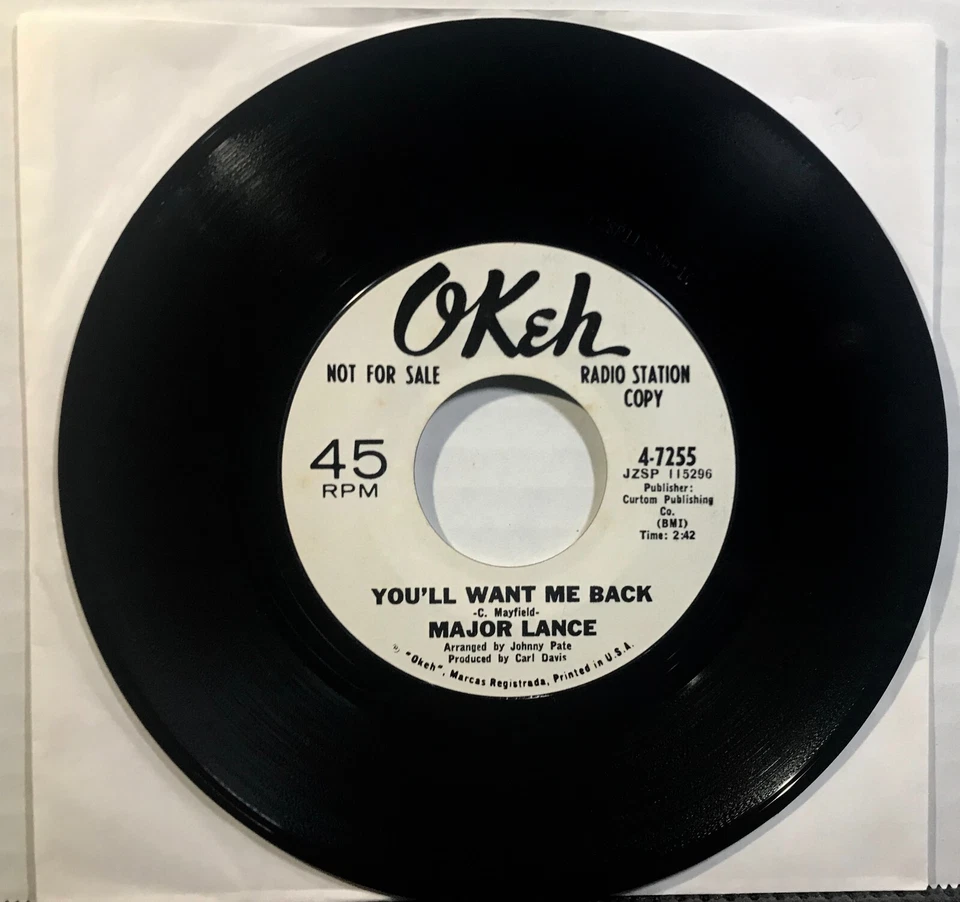 OKeh
NOT FOR SALE
RADIO STATION
COPY
45
RPM
4-7255
JZSP 115296
Publisher:
Curtom Publishing
Co.
(BMI)
Time: 2:42
YOU'LL WANT ME BACK
-C. Mayfield-
MAJOR LANCE
Arranged by Johnny Pate
Produced by Carl Davis
"Okeh", Marcas Registrada, Printed in U.S.A.